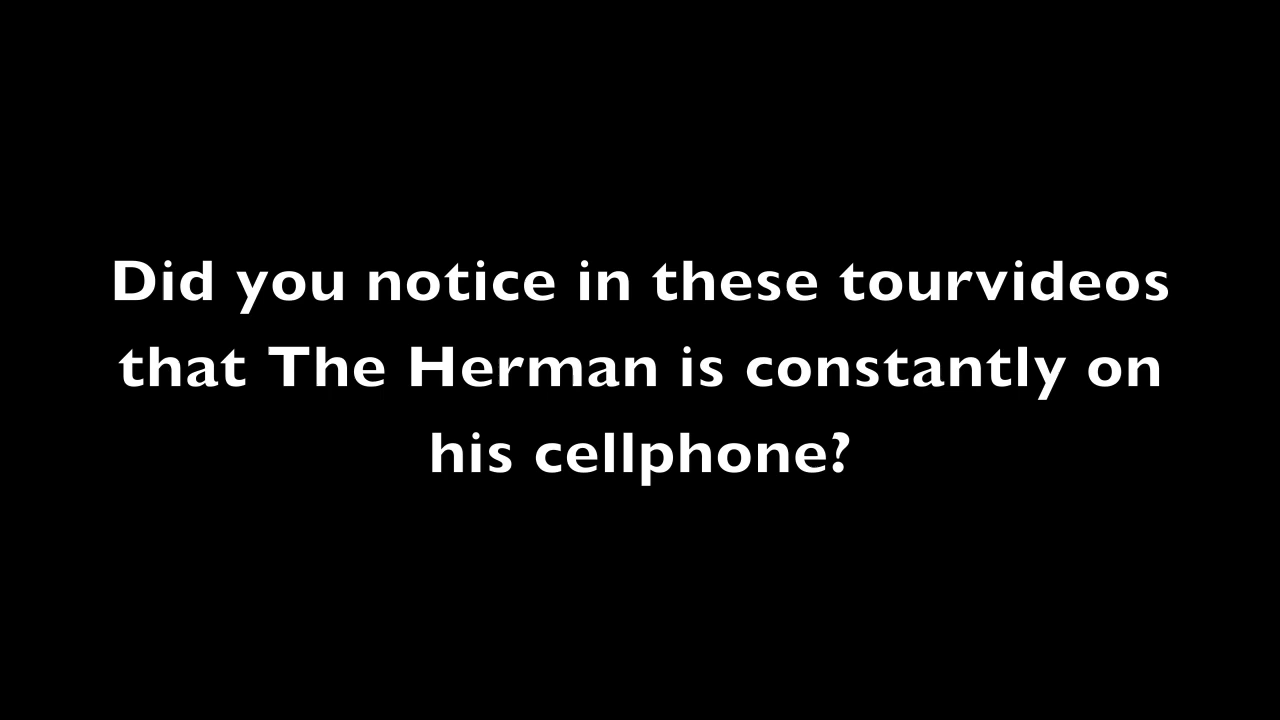 Did you notice in these tourvideos
that The Herman is constantly on
his cellphone?